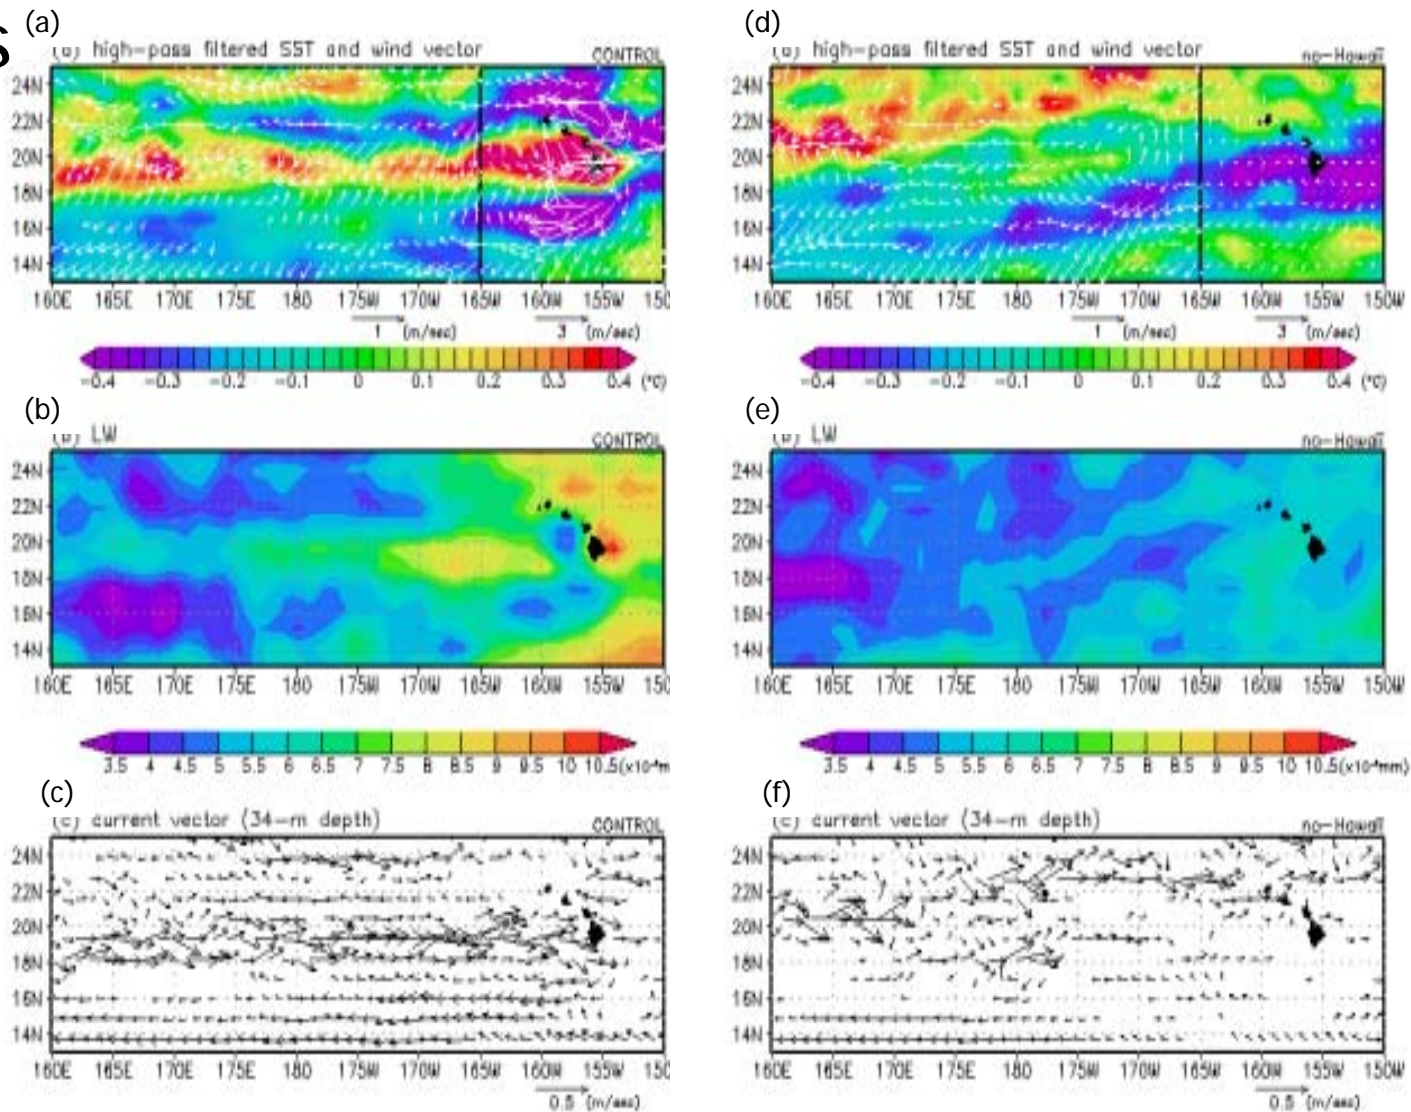 S
(a)
high-pass filtered SST and wind vector CONTROL
24N
22N
20N
18N
16N
14N
160E 165E 170E 175E 180 175W 170W 165W 160W 155W 150
1 (m/sec) 3 (m/sec)
-0.4 -0.3 -0.2 -0.1 0 0.1 0.2 0.3 0.4 (°C)
(b)
LW CONTROL
24N
22N
20N
18N
16N
14N
160E 165E 170E 175E 180 175W 170W 165W 160W 155W 150
3.5 4 4.5 5 5.5 6 6.5 7 7.5 8 8.5 9 9.5 10 10.5(x10⁻⁴m
(c)
(c) current vector (34-m depth) CONTROL
24N
22N
20N
18N
16N
14N
160E 165E 170E 175E 180 175W 170W 165W 160W 155W 150
0.5 (m/sec)
(d)
high-pass filtered SST and wind vector no-Hawaii
24N
22N
20N
18N
16N
14N
160E 165E 170E 175E 180 175W 170W 165W 160W 155W 150W
1 (m/sec) 3 (m/sec)
-0.4 -0.3 -0.2 -0.1 0 0.1 0.2 0.3 0.4 (°C)
(e)
LW no-Hawaii
24N
22N
20N
18N
16N
14N
160E 165E 170E 175E 180 175W 170W 165W 160W 155W 150W
3.5 4 4.5 5 5.5 6 6.5 7 7.5 8 8.5 9 9.5 10 10.5(x10⁻⁴mm)
(f)
(c) current vector (34-m depth) no-Hawaii
24N
22N
20N
18N
16N
14N
160E 165E 170E 175E 180 175W 170W 165W 160W 155W 150W
0.5 (m/sec)